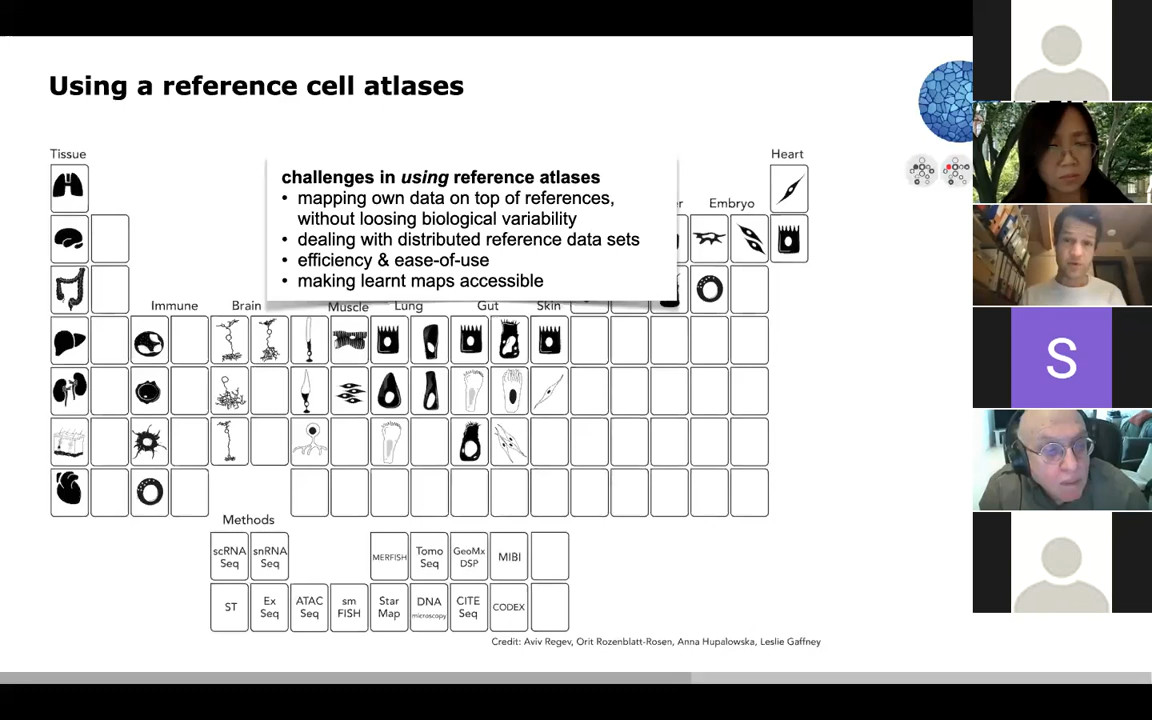 Using a reference cell atlases
Tissue
Heart
challenges in using reference atlases
• mapping own data on top of references,
without loosing biological variability
• dealing with distributed reference data sets
• efficiency & ease-of-use
• making learnt maps accessible
Embryo
Immune
Brain
Muscle
Lung
Gut
Skin
Methods
scRNA
Seq
snRNA
Seq
MERFISH
Tomo
Seq
GeoMx
DSP
MIBI
ST
Ex
Seq
ATAC
Seq
sm
FISH
Star
Map
DNA
microscopy
CITE
Seq
CODEX
Credit: Aviv Regev, Orit Rozenblatt-Rosen, Anna Hupalowska, Leslie Gaffney
S